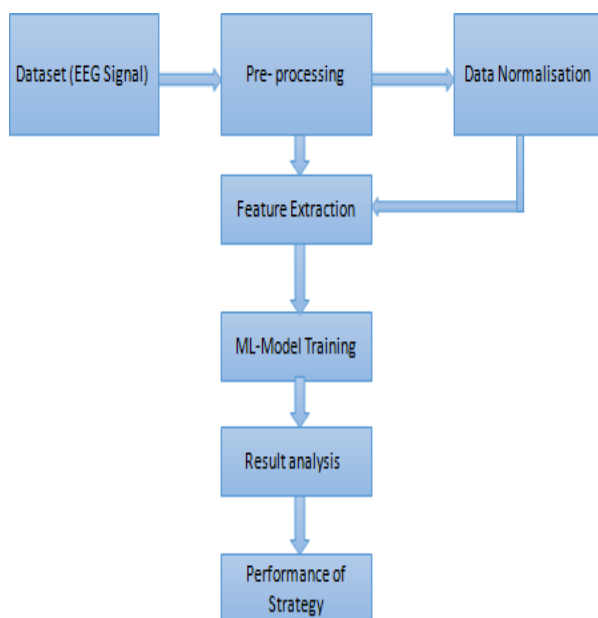 Dataset (EEG Signal)
Pre- processing
Data Normalisation
Feature Extraction
ML-Model Training
Result analysis
Performance of
Strategy